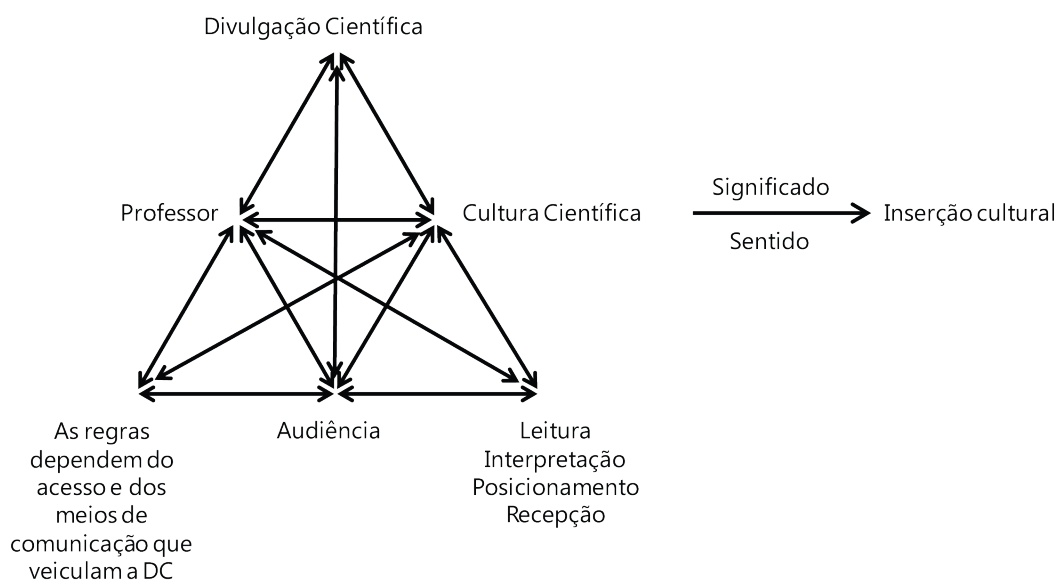 Divulgação Científica
Professor
Cultura Científica
Significado
Sentido
Inserção cultural
As regras
dependem do
acesso e dos
meios de
comunicação que
veiculam a DC
Audiência
Leitura
Interpretação
Posicionamento
Recepção